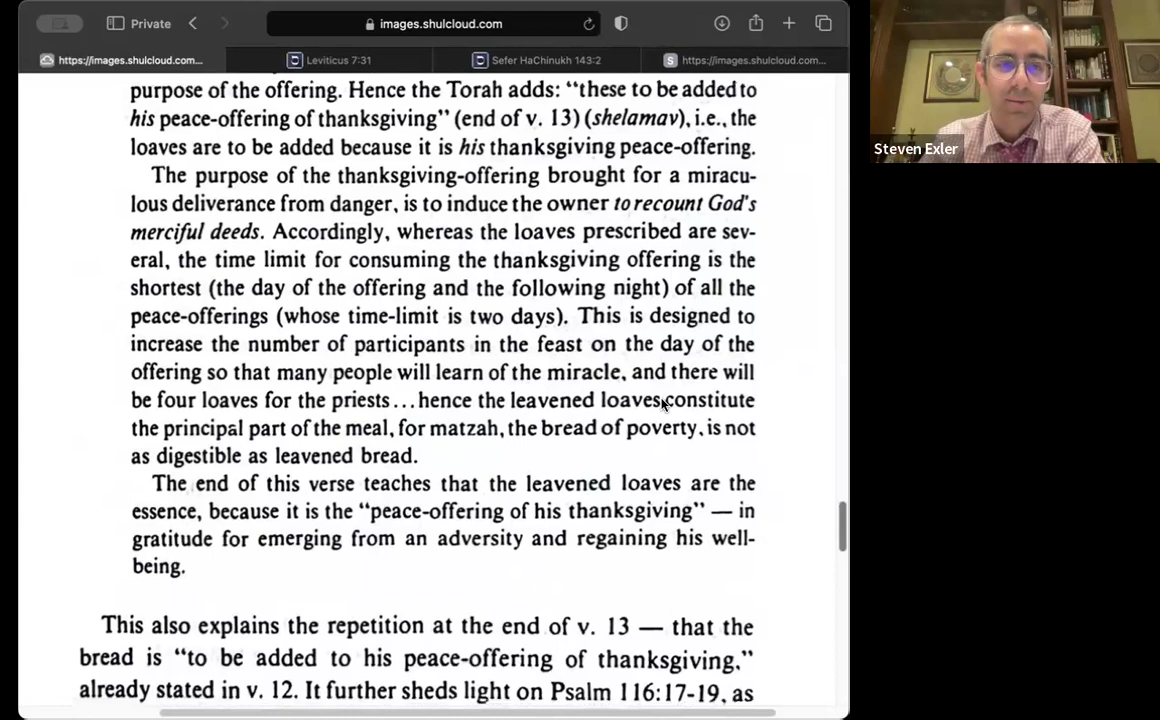 Private
images.shulcloud.com
https://images.shulcloud.com...
Leviticus 7:31
Sefer HaChinukh 143:2
S
https://images.shulcloud.com...
purpose of the offering. Hence the Torah adds: “these to be added to
his peace-offering of thanksgiving” (end of v. 13) (shelamav), i.e., the
loaves are to be added because it is his thanksgiving peace-offering.
The purpose of the thanksgiving-offering brought for a miracu-
lous deliverance from danger, is to induce the owner to recount God's
merciful deeds. Accordingly, whereas the loaves prescribed are sev-
eral, the time limit for consuming the thanksgiving offering is the
shortest (the day of the offering and the following night) of all the
peace-offerings (whose time-limit is two days). This is designed to
increase the number of participants in the feast on the day of the
offering so that many people will learn of the miracle, and there will
be four loaves for the priests...hence the leavened loaves constitute
the principal part of the meal, for matzah, the bread of poverty, is not
as digestible as leavened bread.
The end of this verse teaches that the leavened loaves are the
essence, because it is the “peace-offering of his thanksgiving” — in
gratitude for emerging from an adversity and regaining his well-
being.
This also explains the repetition at the end of v. 13 — that the
bread is “to be added to his peace-offering of thanksgiving,”
already stated in v. 12. It further sheds light on Psalm 116:17-19, as
Steven Exler